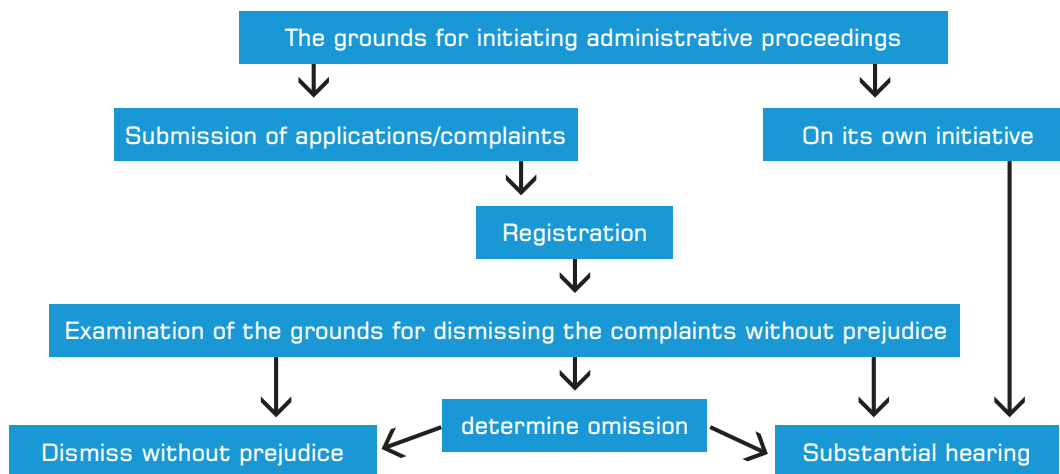 The grounds for initiating administrative proceedings
Submission of applications/complaints
On its own initiative
Registration
Examination of the grounds for dismissing the complaints without prejudice
determine omission
Dismiss without prejudice
Substantial hearing